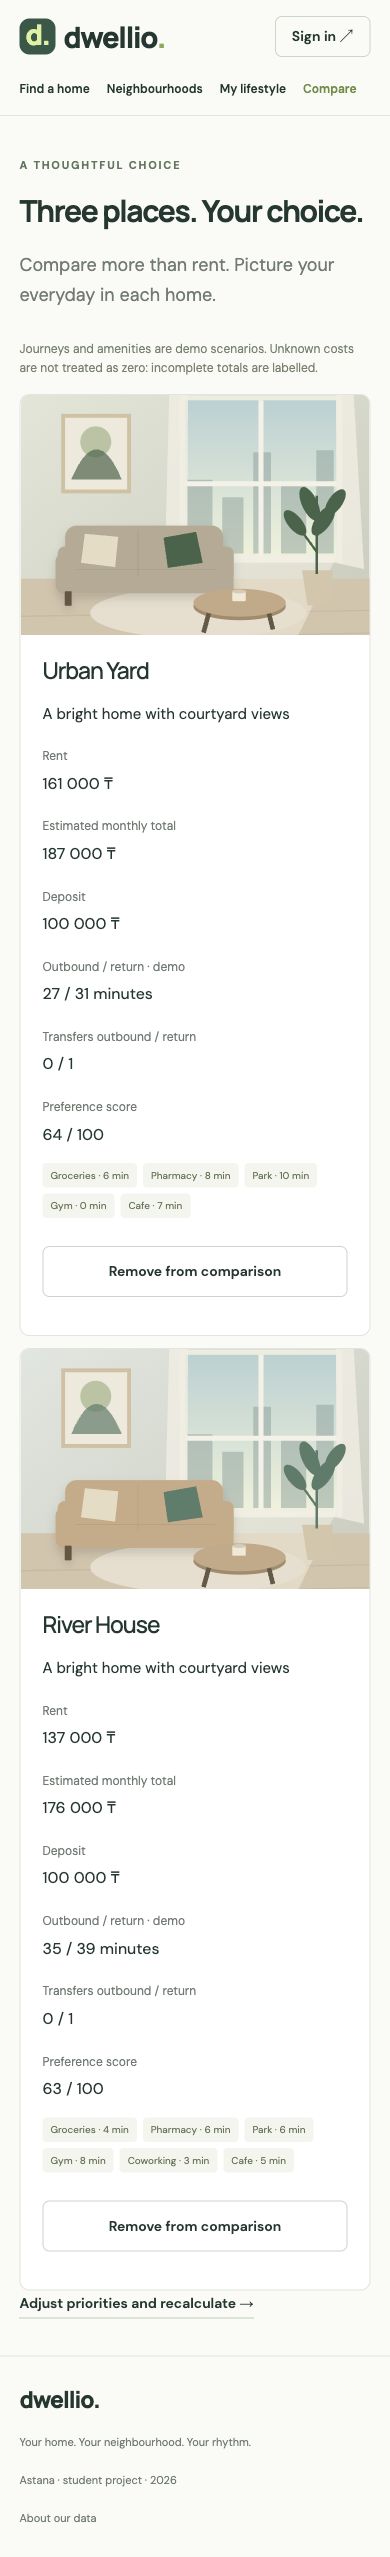 d. dwellio.
Sign in ↗
Find a home Neighbourhoods My lifestyle Compare
A THOUGHTFUL CHOICE
Three places. Your choice.
Compare more than rent. Picture your
everyday in each home.
Journeys and amenities are demo scenarios. Unknown costs
are not treated as zero: incomplete totals are labelled.
Urban Yard
A bright home with courtyard views
Rent
161 000 ₸
Estimated monthly total
187 000 ₸
Deposit
100 000 ₸
Outbound / return · demo
27 / 31 minutes
Transfers outbound / return
0 / 1
Preference score
64 / 100
Groceries · 6 min Pharmacy · 8 min Park · 10 min
Gym · 0 min Cafe · 7 min
Remove from comparison
River House
A bright home with courtyard views
Rent
137 000 ₸
Estimated monthly total
176 000 ₸
Deposit
100 000 ₸
Outbound / return · demo
35 / 39 minutes
Transfers outbound / return
0 / 1
Preference score
63 / 100
Groceries · 4 min Pharmacy · 6 min Park · 6 min
Gym · 8 min Coworking · 3 min Cafe · 5 min
Remove from comparison
Adjust priorities and recalculate →
dwellio.
Your home. Your neighbourhood. Your rhythm.
Astana · student project · 2026
About our data